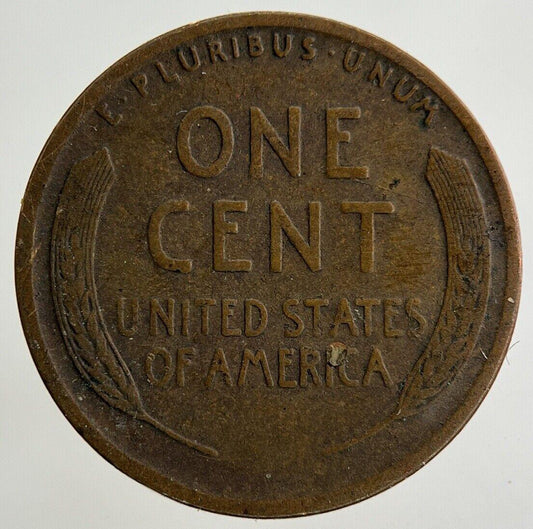 E·PLURIBUS·UNUM
ONE
CENT
UNITED STATES
OF AMERICA